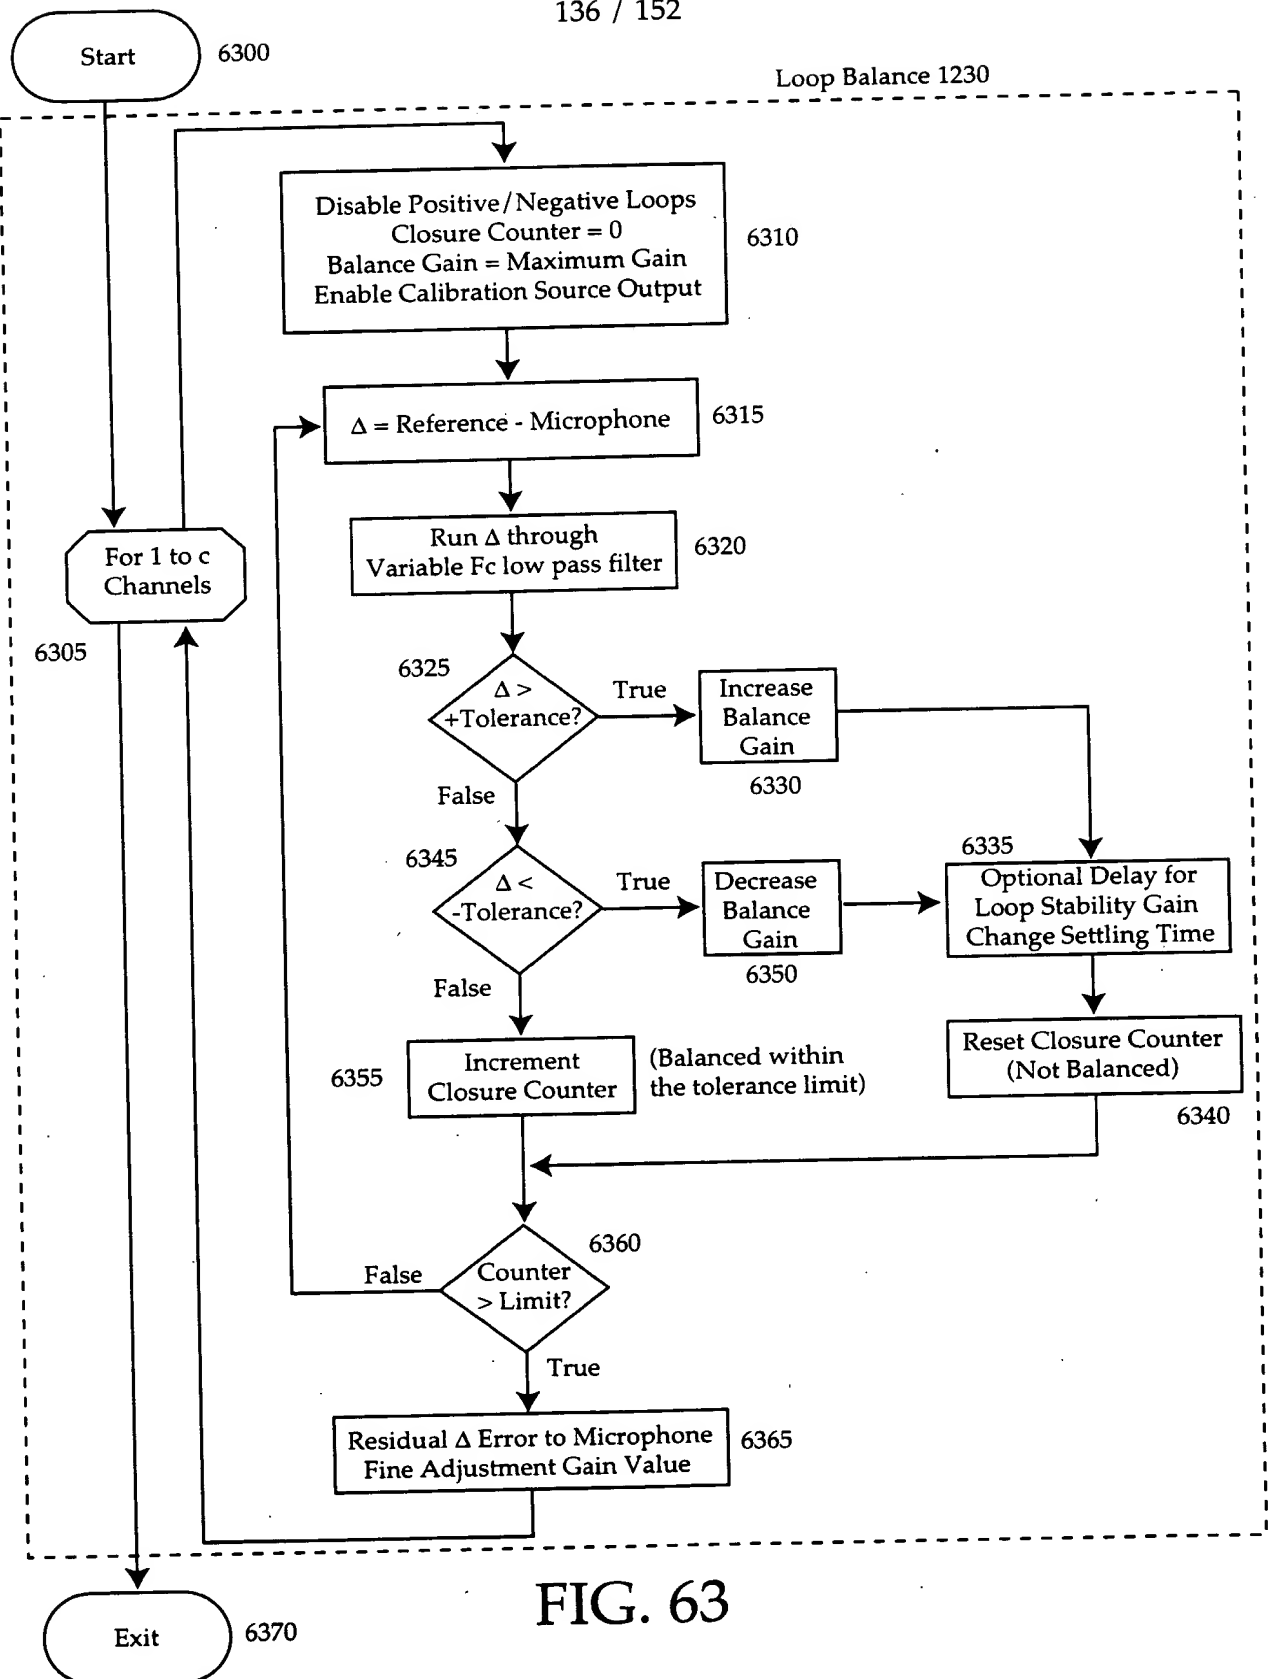 136 / 152
Start
6300
Loop Balance 1230
Disable Positive/Negative Loops
Closure Counter = 0
Balance Gain = Maximum Gain
Enable Calibration Source Output
6310
Δ = Reference - Microphone
6315
For 1 to c
Channels
6305
Run Δ through
Variable Fc low pass filter
6320
6325
Δ >
+Tolerance?
True
Increase
Balance
Gain
6330
False
6345
Δ <
-Tolerance?
True
Decrease
Balance
Gain
6350
6335
Optional Delay for
Loop Stability Gain
Change Settling Time
False
6355
Increment
Closure Counter
(Balanced within
the tolerance limit)
Reset Closure Counter
(Not Balanced)
6340
6360
Counter
> Limit?
False
True
Residual Δ Error to Microphone
Fine Adjustment Gain Value
6365
FIG. 63
Exit
6370